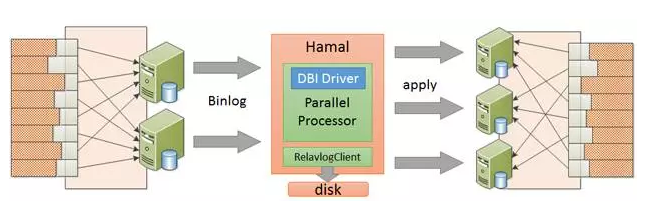 Hamal
DBI Driver
Parallel
Processor
RelavlogClient
disk
Binlog
apply